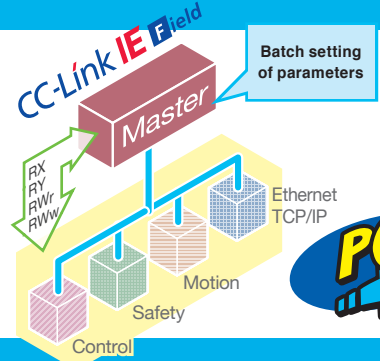 CC-Link IE Field
Batch setting
of parameters
Master
RX
RY
RWr
RWw
Ethernet
TCP/IP
Motion
Safety
Control